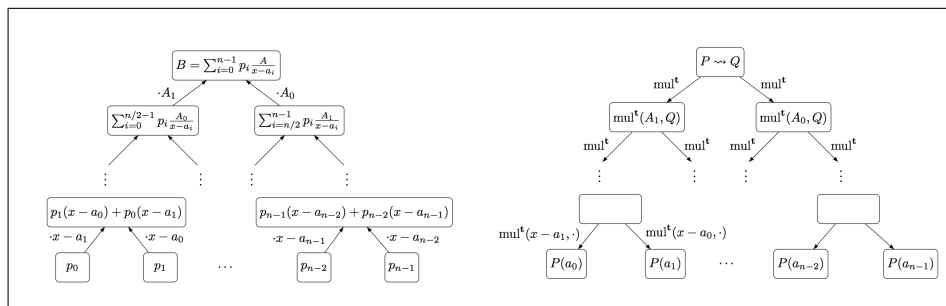 B = ∑_{i=0}^{n-1} p_i A/(x-a_i)
·A_1 ·A_0
∑_{i=0}^{n/2-1} p_i A_0/(x-a_i) ∑_{i=n/2}^{n-1} p_i A_1/(x-a_i)
⋮ ⋮ ⋮ ⋮
p_1(x - a_0) + p_0(x - a_1) p_{n-1}(x - a_{n-2}) + p_{n-2}(x - a_{n-1})
·x - a_1 ·x - a_0 ·x - a_{n-1} ·x - a_{n-2}
p_0 p_1 ⋯ p_{n-2} p_{n-1}
P ⇝ Q
mul^t mul^t
mul^t(A_1, Q) mul^t(A_0, Q)
mul^t mul^t mul^t mul^t
⋮ ⋮ ⋮ ⋮
mul^t(x - a_1, ·) mul^t(x - a_0, ·)
P(a_0) P(a_1) ⋯ P(a_{n-2}) P(a_{n-1})